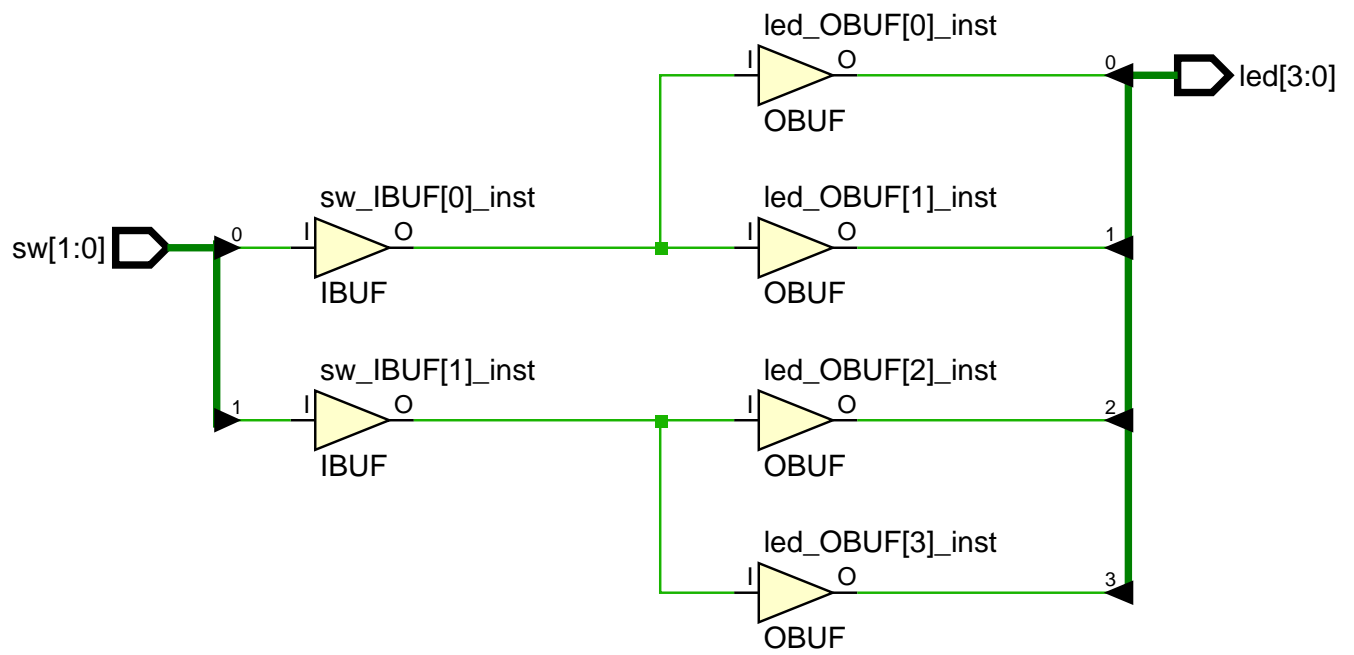 led_OBUF[0]_inst
I
O
OBUF
0
led[3:0]
sw[1:0]
0
sw_IBUF[0]_inst
I
O
IBUF
led_OBUF[1]_inst
I
O
OBUF
1
1
sw_IBUF[1]_inst
I
O
IBUF
led_OBUF[2]_inst
I
O
OBUF
2
led_OBUF[3]_inst
I
O
OBUF
3